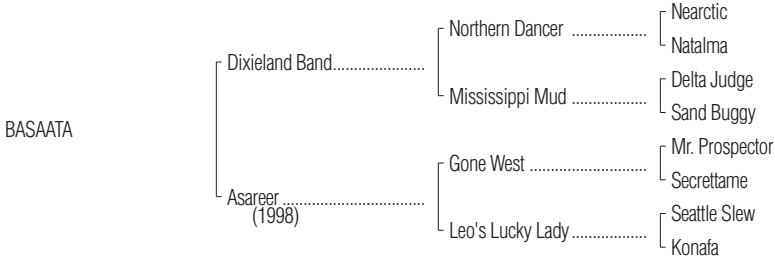 Nearctic
Northern Dancer ...................
Natalma
Dixieland Band.......................
Delta Judge
Mississippi Mud ...................
Sand Buggy
BASAATA
Mr. Prospector
Gone West .............................
Secrettame
Asareer ...................................
(1998)
Seattle Slew
Leo's Lucky Lady...................
Konafa